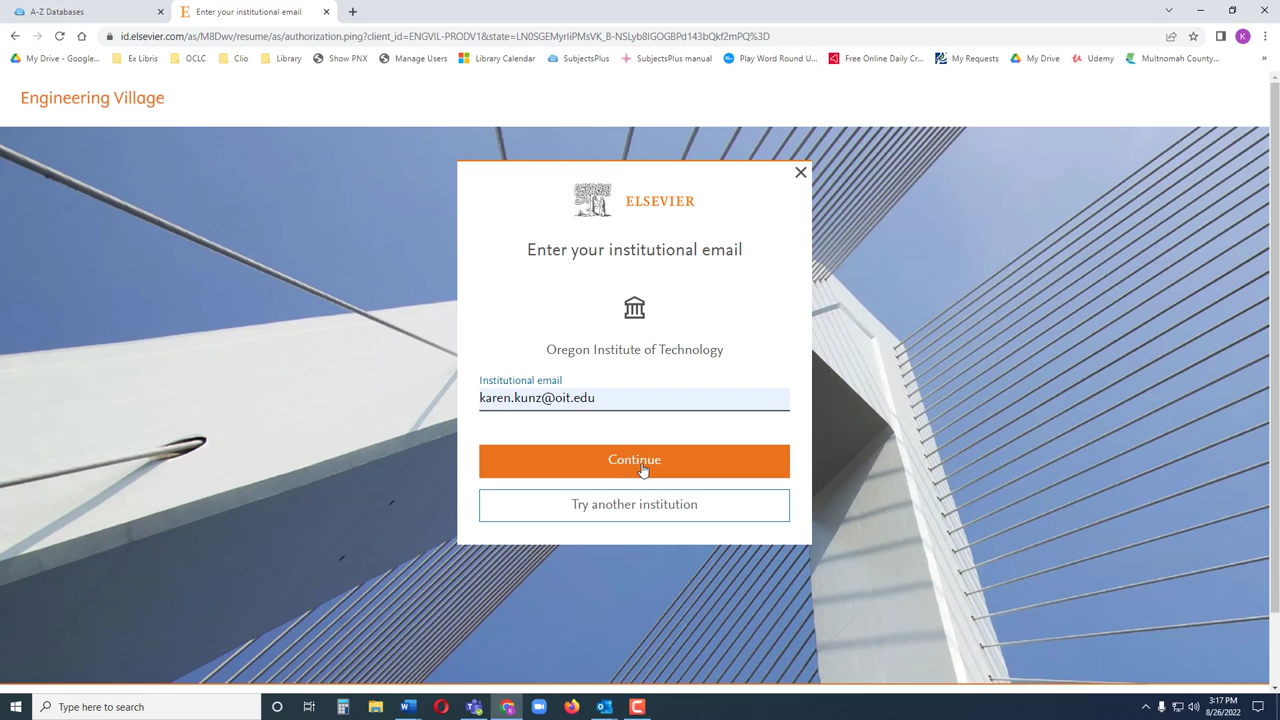 A-Z Databases
Enter your institutional email
id.elsevier.com/as/M8Dwv/resume/as/authorization.ping?client_id=ENGVIL-PRODV1&state=LN0SGEMyrIiPMsVK_B-NSLyb8IGOGBPd143bQkf2mPQ%3D
K
My Drive - Google...
Ex Libris
OCLC
Clio
Library
Show PNX
Manage Users
Library Calendar
SubjectsPlus
SubjectsPlus manual
Play Word Round U...
Free Online Daily Cr...
My Requests
My Drive
Udemy
Multnomah County...
»
Engineering Village
ELSEVIER
Enter your institutional email
Oregon Institute of Technology
Institutional email
karen.kunz@oit.edu
Continue
Try another institution
Type here to search
3:17 PM
8/26/2022